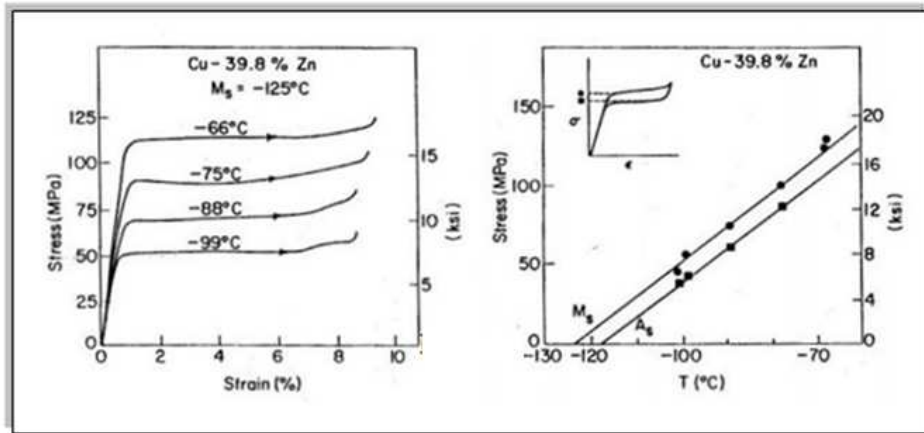 Cu-39.8 % Zn
Ms = -125°C
125
100
75
50
25
0
Stress (MPa)
-66°C
-75°C
-88°C
-99°C
15
10
5
(ksi)
0 2 4 6 8 10
Strain (%)
Cu-39.8 % Zn
150
100
50
0
Stress (MPa)
σ
ϵ
Ms
As
20
16
12
8
4
0
(ksi)
-130 -120 -100 -80 -70
T (°C)